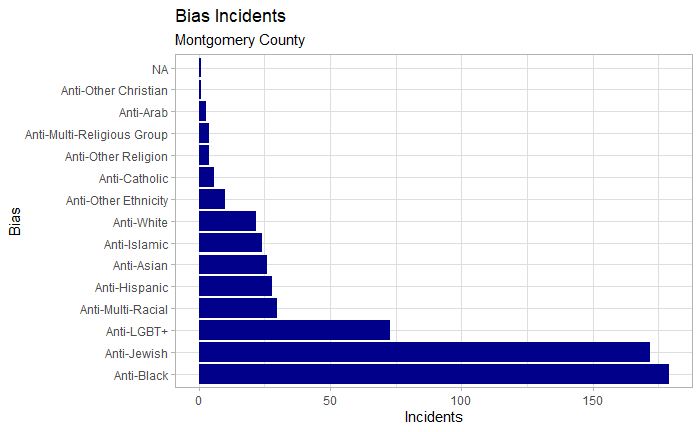 Bias Incidents
Montgomery County
Bias
NA
Anti-Other Christian
Anti-Arab
Anti-Multi-Religious Group
Anti-Other Religion
Anti-Catholic
Anti-Other Ethnicity
Anti-White
Anti-Islamic
Anti-Asian
Anti-Hispanic
Anti-Multi-Racial
Anti-LGBT+
Anti-Jewish
Anti-Black
0 50 100 150
Incidents